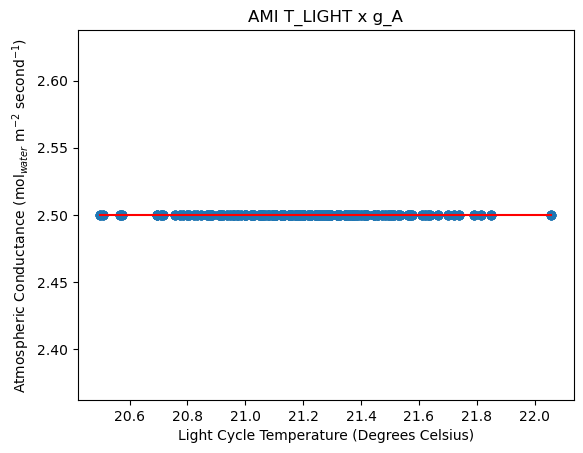 AMI T_LIGHT x g_A
Atmospheric Conductance (mol_water m⁻² second⁻¹)
2.60
2.55
2.50
2.45
2.40
20.6 20.8 21.0 21.2 21.4 21.6 21.8 22.0
Light Cycle Temperature (Degrees Celsius)